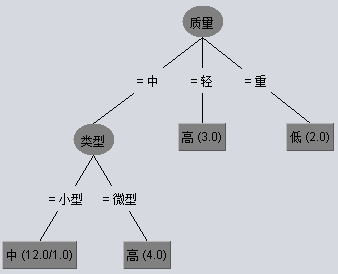 质量
= 中
= 轻
= 重
类型
高 (3.0)
低 (2.0)
= 小型
= 微型
中 (12.0/1.0)
高 (4.0)